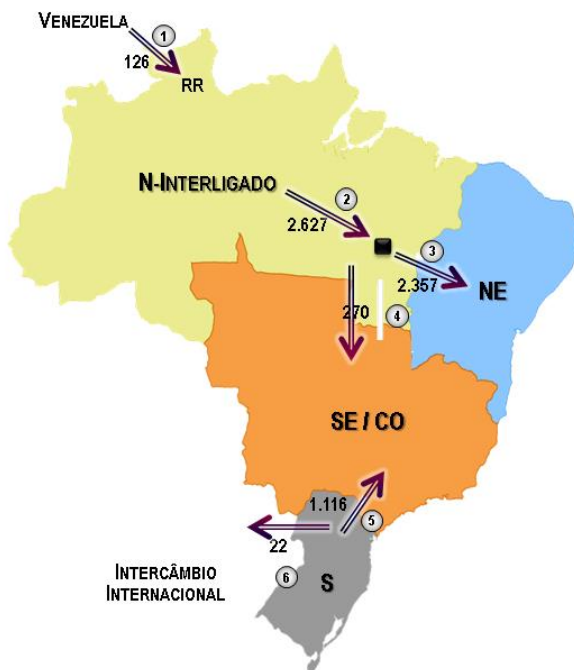 VENEZUELA
1
126
RR
N-INTERLIGADO
2
2.627
3
2.357
NE
270
4
SE / CO
1.116
5
22
INTERCÂMBIO
INTERNACIONAL
6
S